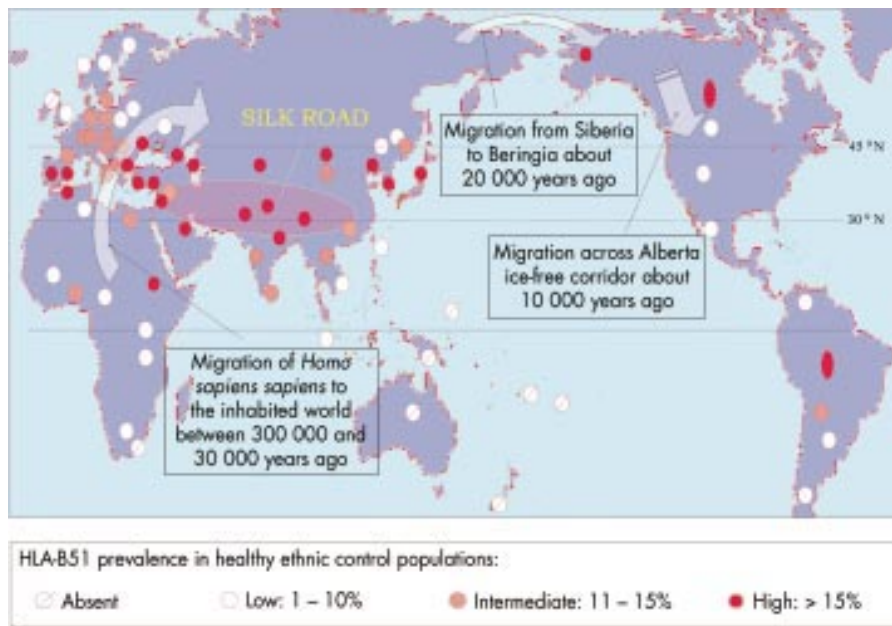 SILK ROAD
Migration from Siberia
to Beringia about
20 000 years ago
45° N
30° N
Migration across Alberta
ice-free corridor about
10 000 years ago
Migration of Homo
sapiens sapiens to
the inhabited world
between 300 000 and
30 000 years ago
HLA-B51 prevalence in healthy ethnic control populations:
Absent
Low: 1 – 10%
Intermediate: 11 – 15%
High: > 15%